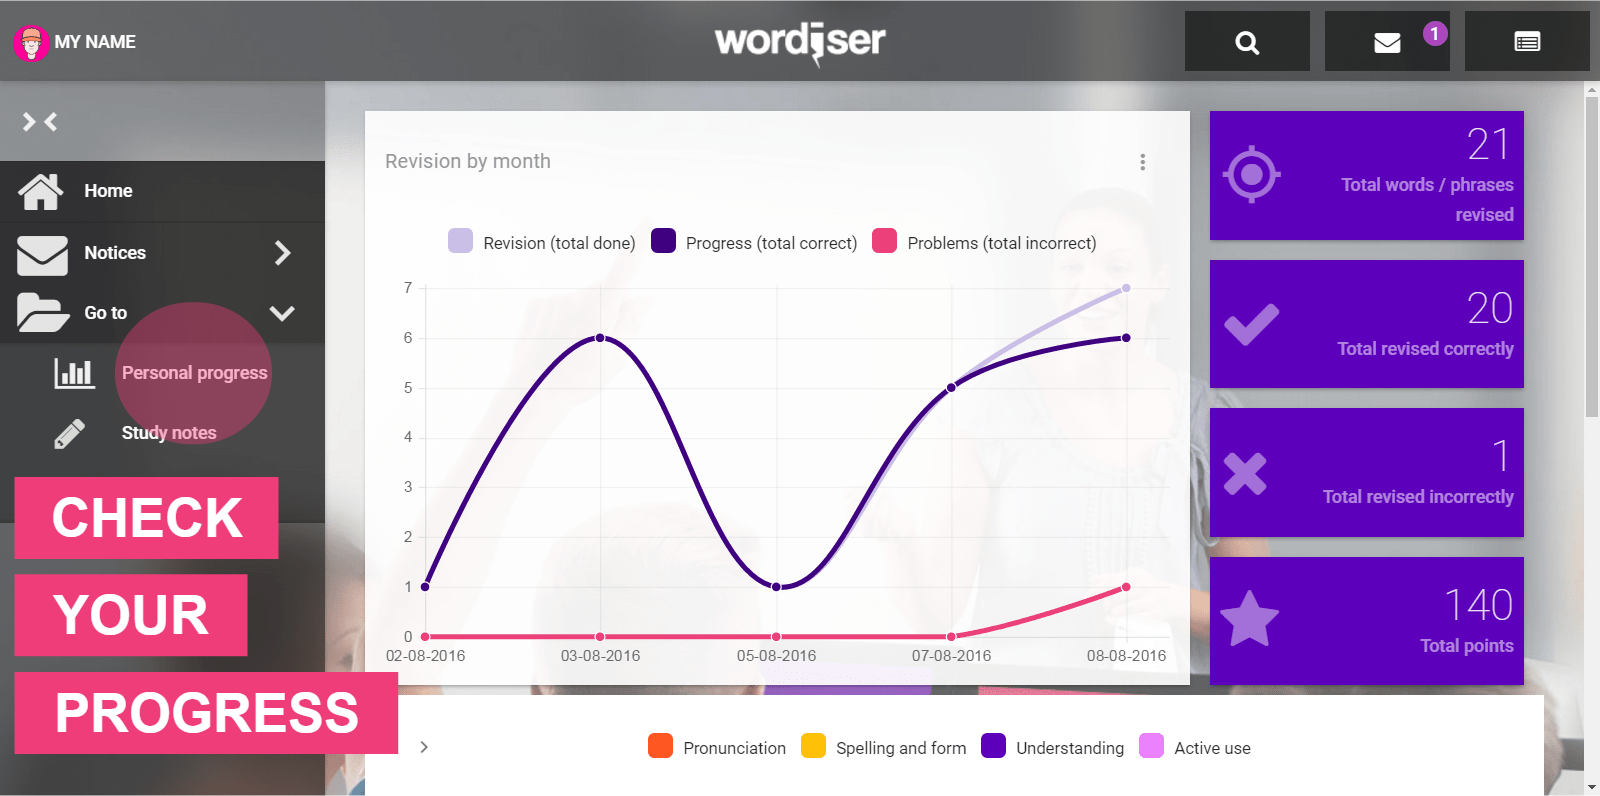 MY NAME
wordiser
1
Home
Notices
Go to
Personal progress
Study notes
CHECK
YOUR
PROGRESS
Revision by month
Revision (total done)
Progress (total correct)
Problems (total incorrect)
7
6
5
4
3
2
1
0
02-08-2016
03-08-2016
05-08-2016
07-08-2016
08-08-2016
21
Total words / phrases
revised
20
Total revised correctly
1
Total revised incorrectly
140
Total points
Pronunciation
Spelling and form
Understanding
Active use